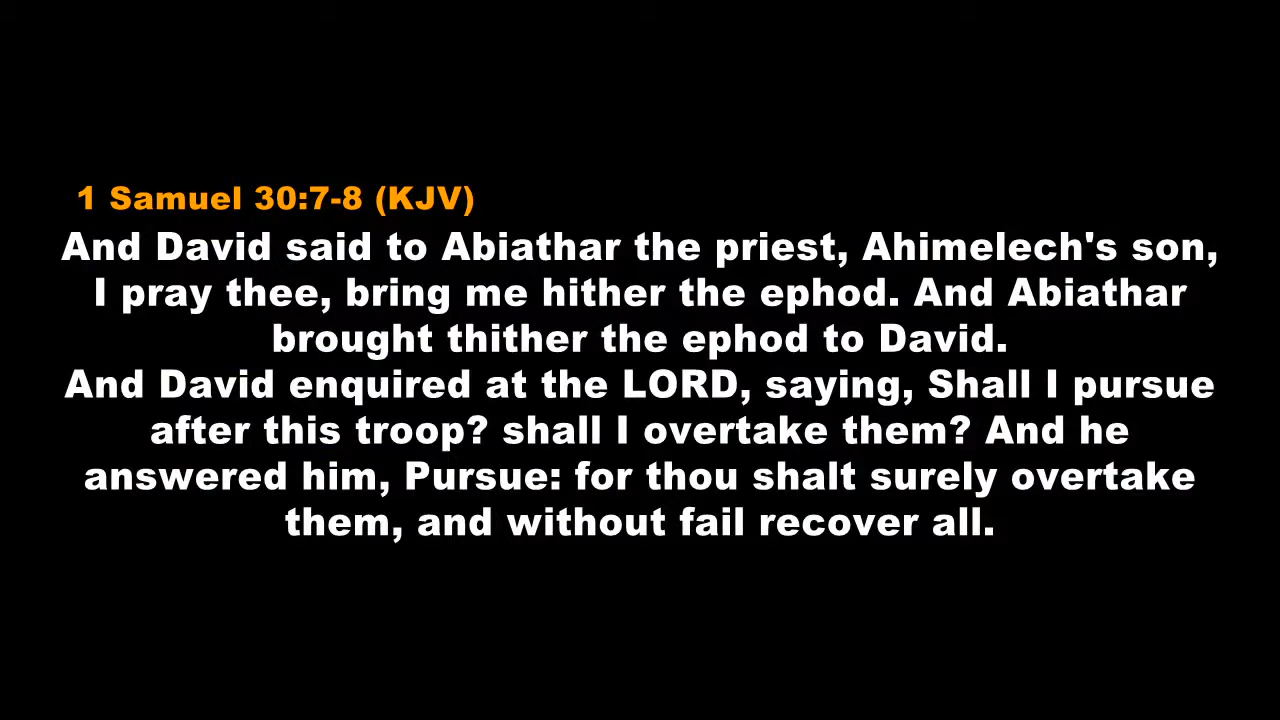 1 Samuel 30:7-8 (KJV)
And David said to Abiathar the priest, Ahimelech's son,
I pray thee, bring me hither the ephod. And Abiathar
brought thither the ephod to David.
And David enquired at the LORD, saying, Shall I pursue
after this troop? shall I overtake them? And he
answered him, Pursue: for thou shalt surely overtake
them, and without fail recover all.